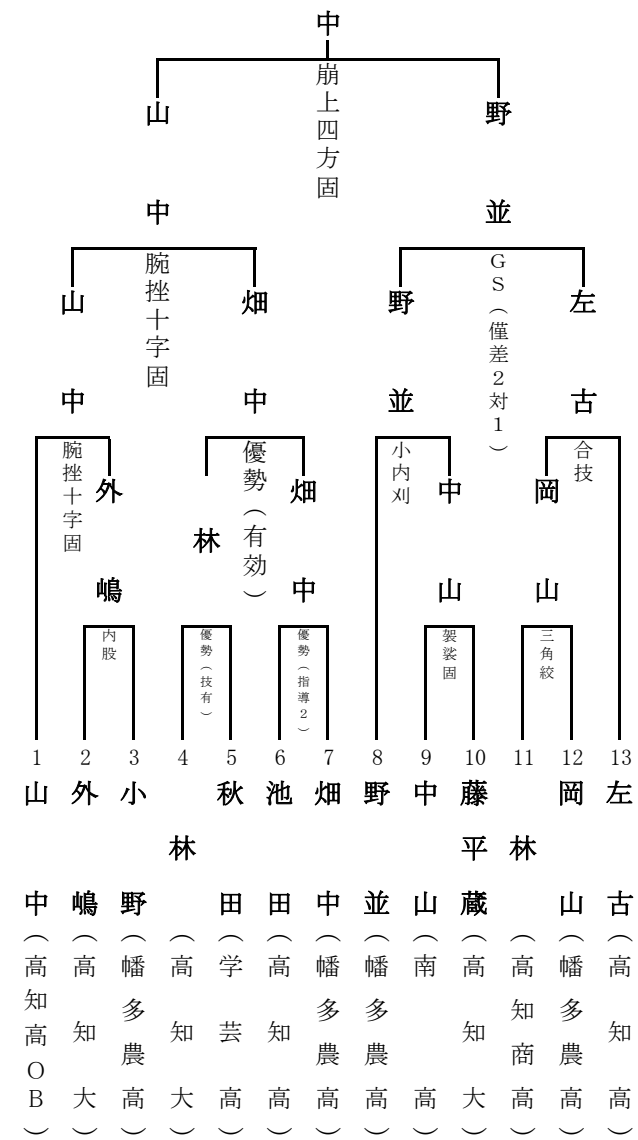 中
崩上四方固
山中
野並
腕挫十字固
GS(僅差2対1)
山中
畑中
野並
左古
腕挫十字固
優勢(有効)
小内刈
合技
外嶋
林
畑中
中山
岡山
内股
優勢(技有)
優勢(指導2)
袈裟固
三角絞
1 山中(高知高OB)
2 外嶋(高知大)
3 小野(幡多農高)
4 林(高知大)
5 秋田(学芸高)
6 池田(高知高)
7 畑中(幡多農高)
8 野並(幡多農高)
9 中山(南高)
10 藤平蔵(高知大)
11 林(高知商高)
12 岡山(幡多農高)
13 左古(高知高)